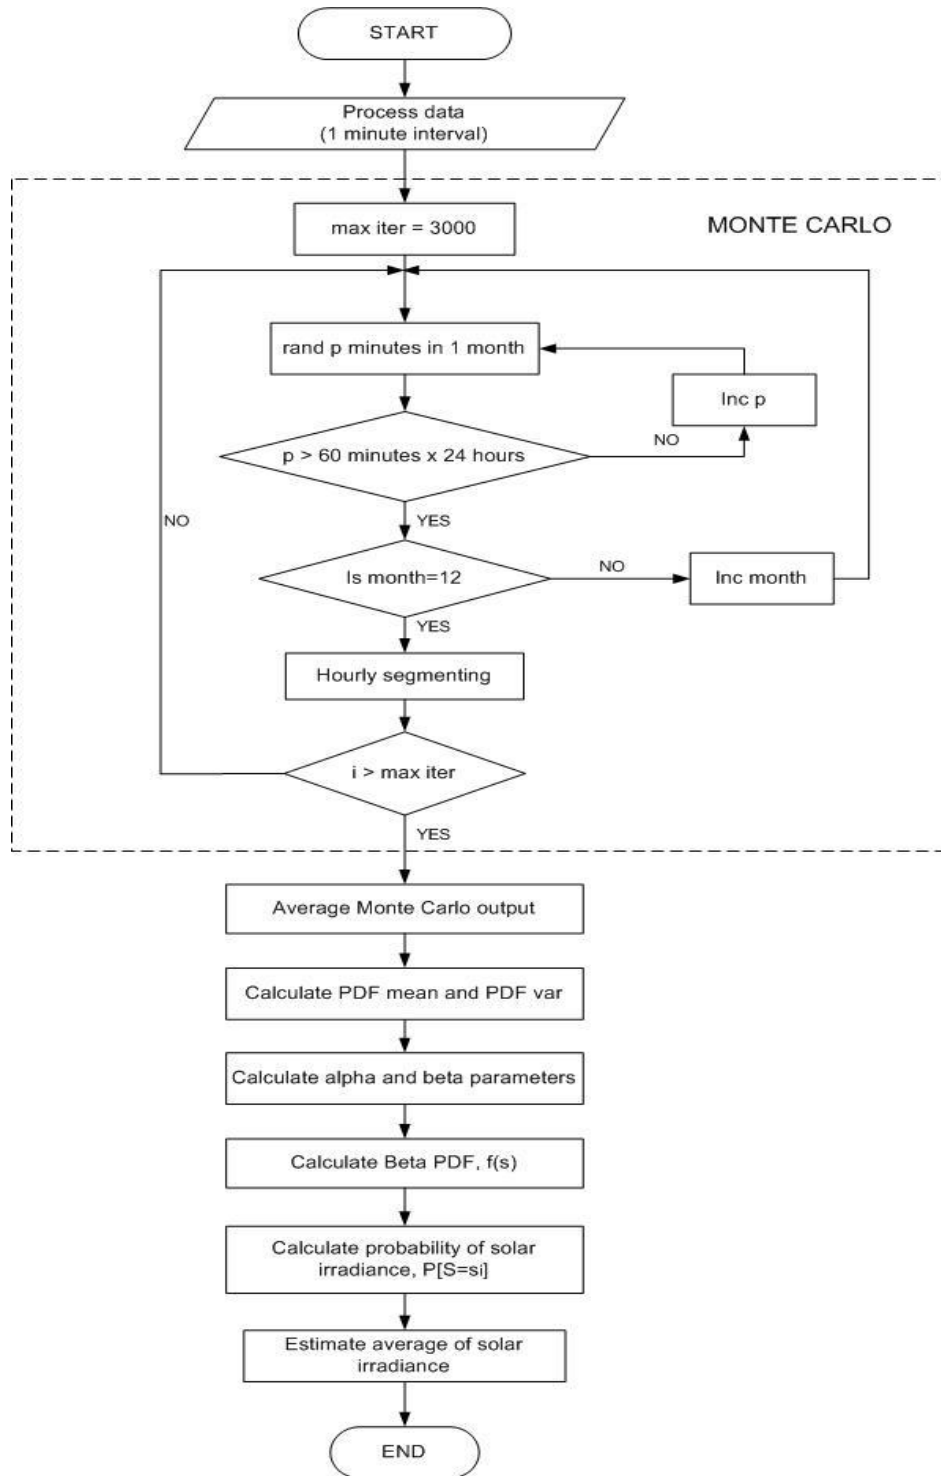 START
Process data
(1 minute interval)
max iter = 3000
MONTE CARLO
rand p minutes in 1 month
Inc p
NO
p > 60 minutes x 24 hours
YES
NO
Is month=12
NO
Inc month
YES
Hourly segmenting
i > max iter
YES
Average Monte Carlo output
Calculate PDF mean and PDF var
Calculate alpha and beta parameters
Calculate Beta PDF, f(s)
Calculate probability of solar
irradiance, P[S=si]
Estimate average of solar
irradiance
END